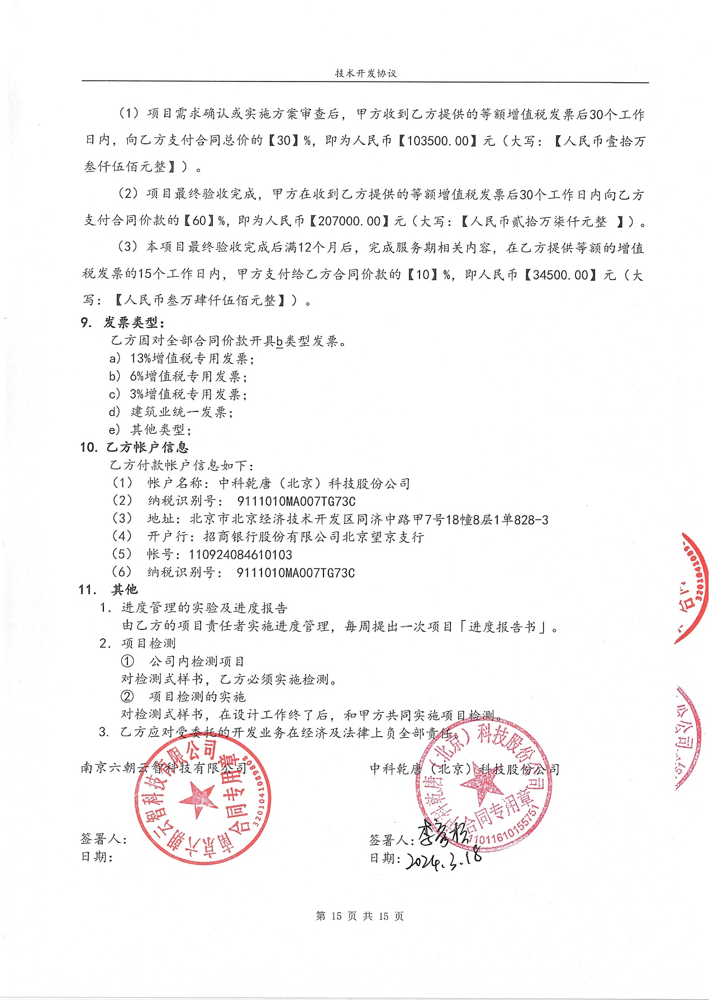 技术开发协议
（1）项目需求确认或实施方案审查后，甲方收到乙方提供的等额增值税发票后30个工作
日内，向乙方支付合同总价的【30】%，即为人民币【103500.00】元（大写：【人民币壹拾万
叁仟伍佰元整】）。
（2）项目最终验收完成，甲方在收到乙方提供的等额增值税发票后30个工作日内向乙方
支付合同价款的【60】%，即为人民币【207000.00】元（大写：【人民币贰拾万柒仟元整 】）。
（3）本项目最终验收完成后满12个月后，完成服务期相关内容，在乙方提供等额的增值
税发票的15个工作日内，甲方支付给乙方合同价款的【10】%，即人民币【34500.00】元（大
写：【人民币叁万肆仟伍佰元整】）。
9. 发票类型：
乙方因对全部合同价款开具b类型发票。
a) 13%增值税专用发票；
b) 6%增值税专用发票；
c) 3%增值税专用发票；
d) 建筑业统一发票；
e) 其他类型；
10. 乙方帐户信息
乙方付款帐户信息如下：
(1) 帐户名称：中科乾唐（北京）科技股份公司
(2) 纳税识别号： 9111010MA007TG73C
(3) 地址：北京市北京经济技术开发区同济中路甲7号18幢8层1单828-3
(4) 开户行：招商银行股份有限公司北京望京支行
(5) 帐号：110924084610103
(6) 纳税识别号： 9111010MA007TG73C
11. 其他
1. 进度管理的实验及进度报告
由乙方的项目责任者实施进度管理，每周提出一次项目「进度报告书」。
2. 项目检测
① 公司内检测项目
对检测式样书，乙方必须实施检测。
② 项目检测的实施
对检测式样书，在设计工作终了后，和甲方共同实施项目检测。
3. 乙方应对受委托的开发业务在经济及法律上负全部责任。
南京六朝云智科技有限公司
中科乾唐（北京）科技股份公司
签署人：
日期：
签署人：李彦松
日期：2024.3.18
南京六朝云智科技有限公司
合同专用章
3201041089808
中科乾唐（北京）科技股份公司
合同专用章
11011610155751
第 15 页 共 15 页